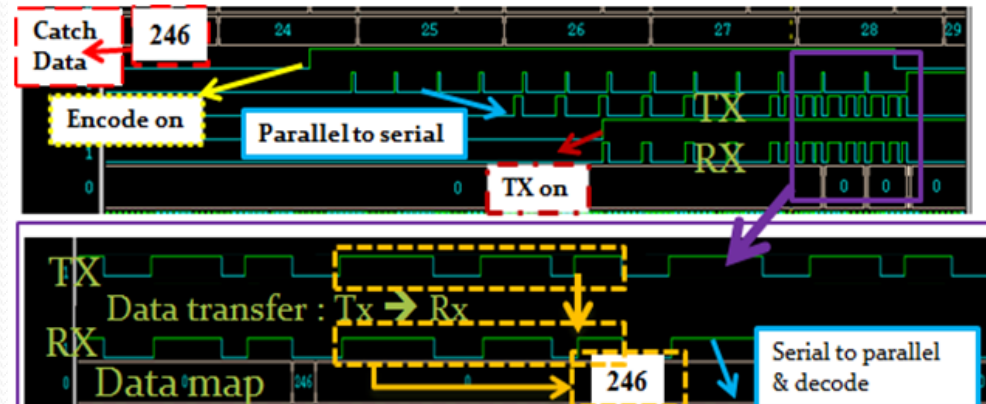 Catch
Data
246
24
25
26
27
28
29
Encode on
Parallel to serial
TX
TX on
RX
1
0
0
0
0
0
TX
1
Data transfer : Tx → Rx
RX
0
Data map
246
0
246
Serial to parallel
& decode